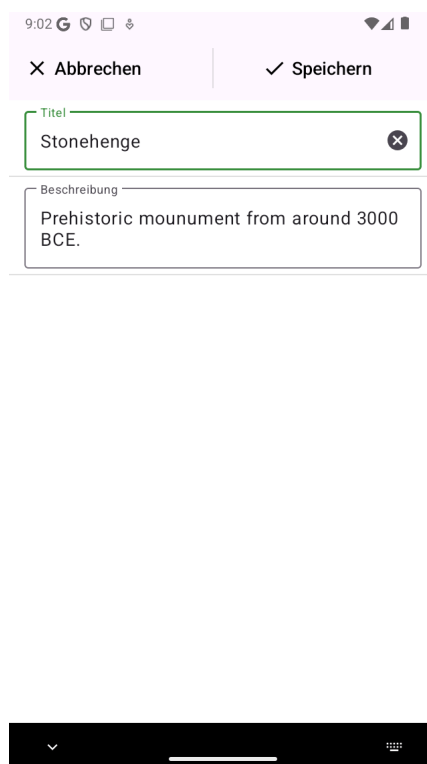 9:02
Abbrechen
Speichern
Titel
Stonehenge
Beschreibung
Prehistoric mounument from around 3000
BCE.